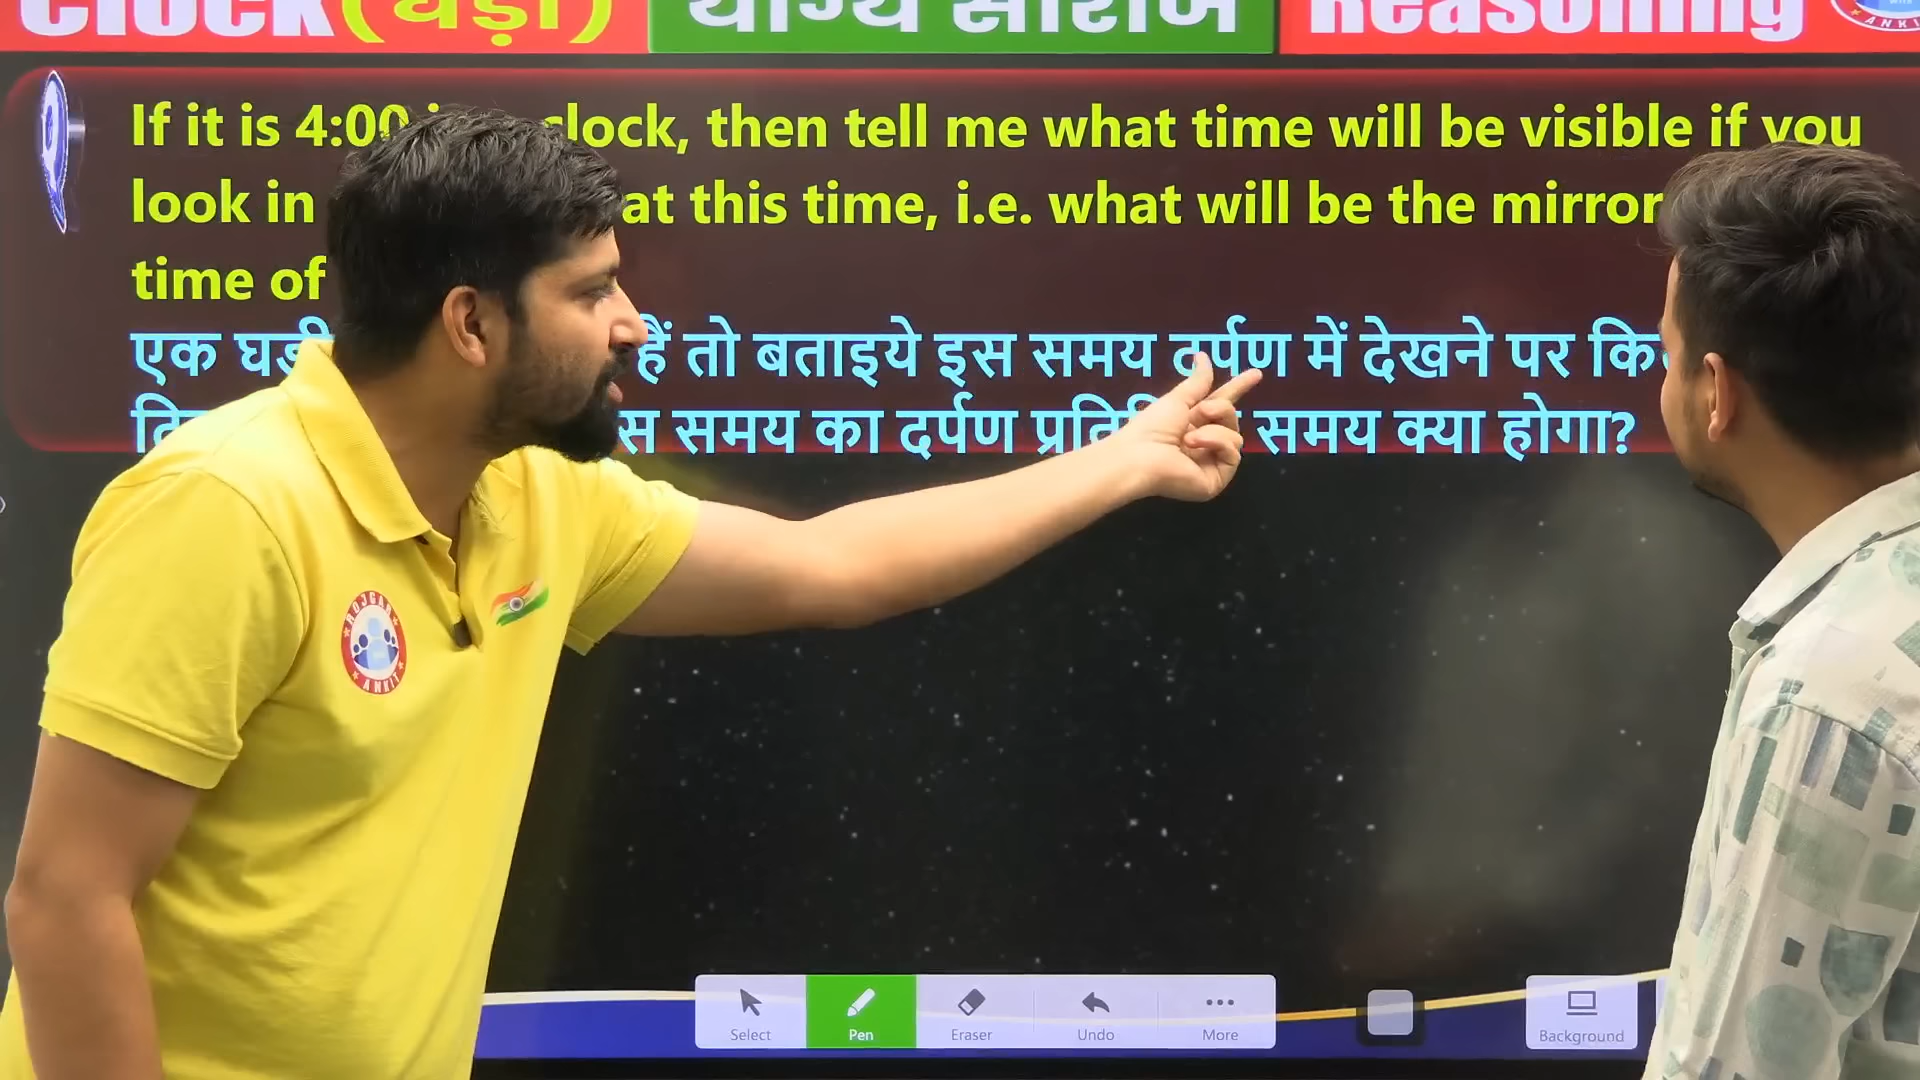 Clock(घड़ी) योग्य सारांश Reasoning
If it is 4:00 clock, then tell me what time will be visible if you
look in at this time, i.e. what will be the mirror
time of
एक घड़ी हैं तो बताइये इस समय दर्पण में देखने पर
समय का दर्पण समय क्या होगा?
ROJGAR
ANKIT
Select Pen Eraser Undo More Background